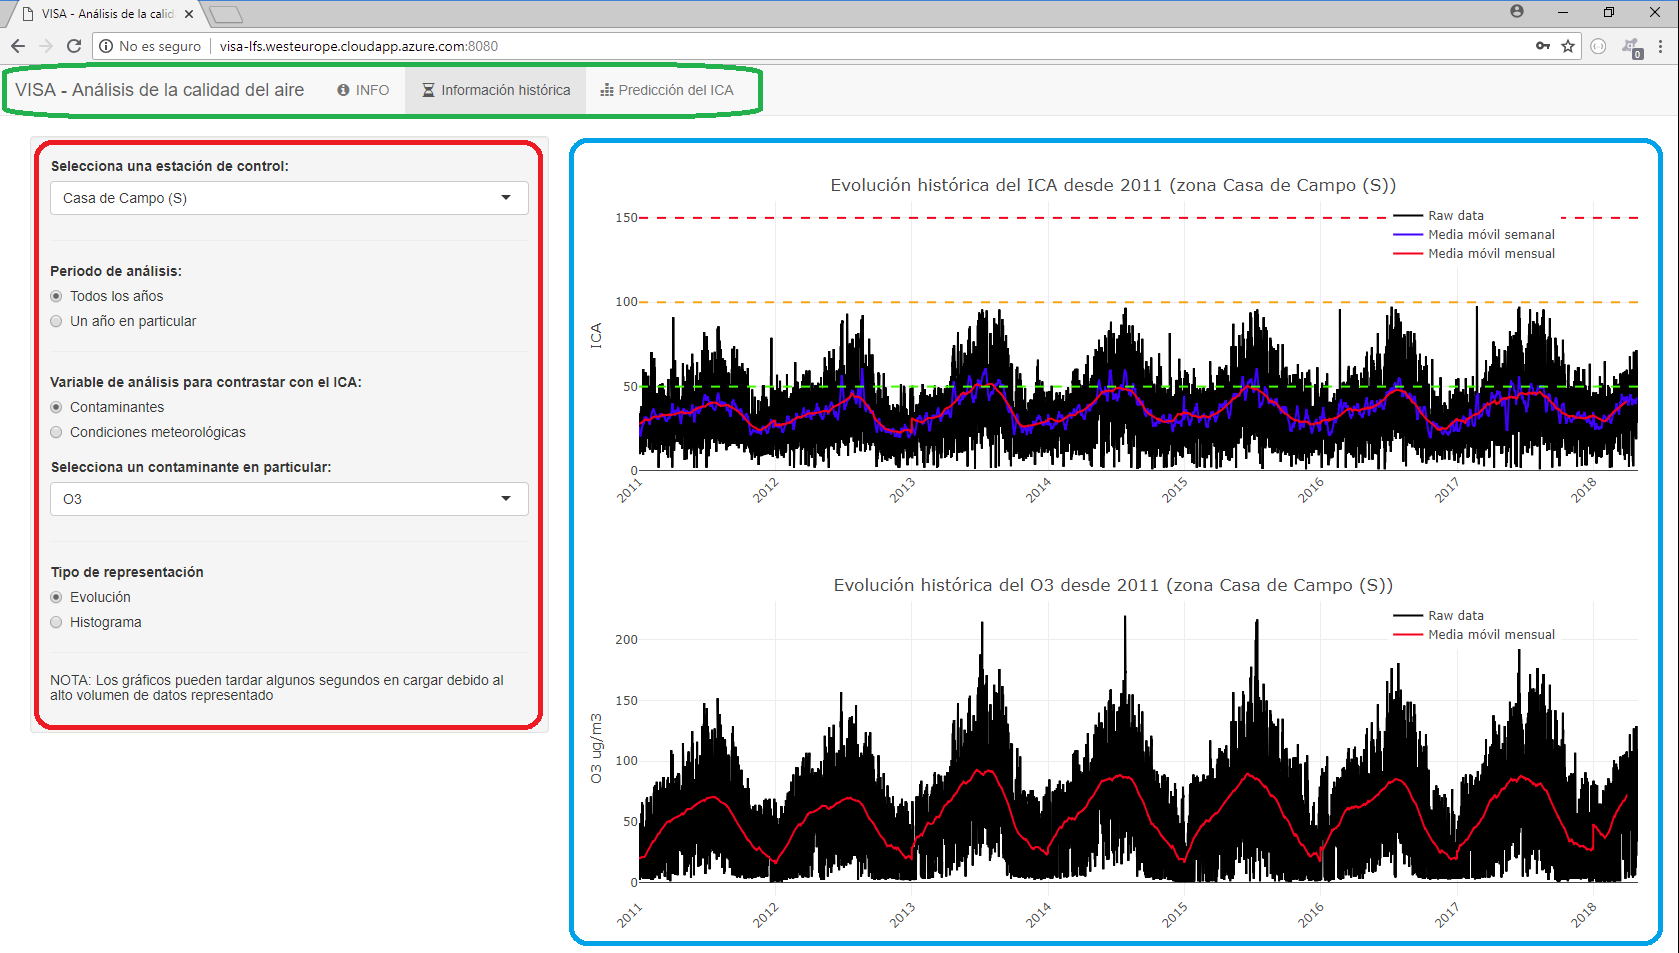 VISA - Análisis de la calid
No es seguro
visa-lfs.westeurope.cloudapp.azure.com:8080
0
VISA - Análisis de la calidad del aire
INFO
Información histórica
Predicción del ICA
Selecciona una estación de control:
Casa de Campo (S)
Periodo de análisis:
Todos los años
Un año en particular
Variable de análisis para contrastar con el ICA:
Contaminantes
Condiciones meteorológicas
Selecciona un contaminante en particular:
O3
Tipo de representación
Evolución
Histograma
NOTA: Los gráficos pueden tardar algunos segundos en cargar debido al
alto volumen de datos representado
Evolución histórica del ICA desde 2011 (zona Casa de Campo (S))
Raw data
Media móvil semanal
Media móvil mensual
150
100
50
0
ICA
2011
2012
2013
2014
2015
2016
2017
2018
Evolución histórica del O3 desde 2011 (zona Casa de Campo (S))
Raw data
Media móvil mensual
200
150
100
50
0
O3 ug/m3
2011
2012
2013
2014
2015
2016
2017
2018